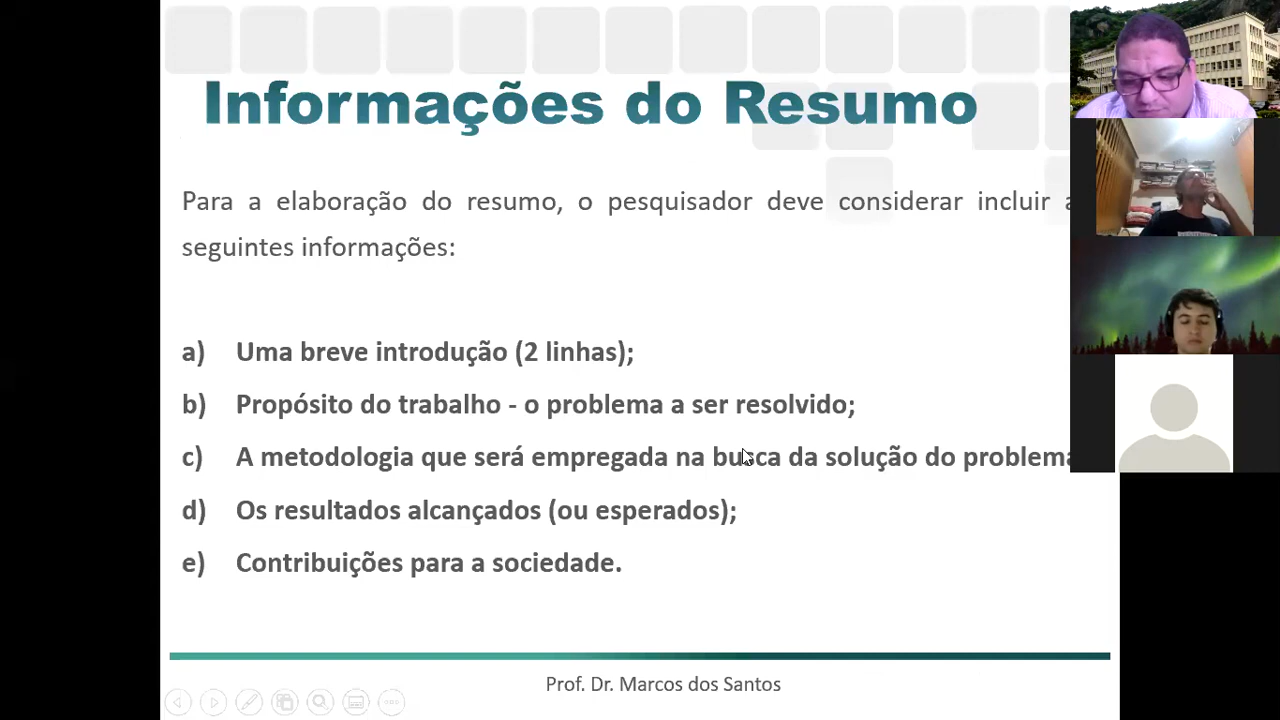 Informações do Resumo
Para a elaboração do resumo, o pesquisador deve considerar incluir
seguintes informações:
a) Uma breve introdução (2 linhas);
b) Propósito do trabalho - o problema a ser resolvido;
c) A metodologia que será empregada na busca da solução do problema
d) Os resultados alcançados (ou esperados);
e) Contribuições para a sociedade.
Prof. Dr. Marcos dos Santos